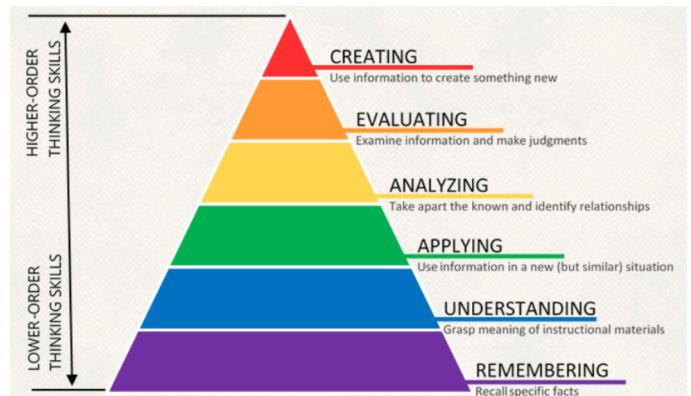 HIGHER-ORDER
THINKING SKILLS
CREATING
Use information to create something new
EVALUATING
Examine information and make judgments
ANALYZING
Take apart the known and identify relationships
APPLYING
Use information in a new (but similar) situation
LOWER-ORDER
THINKING SKILLS
UNDERSTANDING
Grasp meaning of instructional materials
REMEMBERING
Recall specific facts